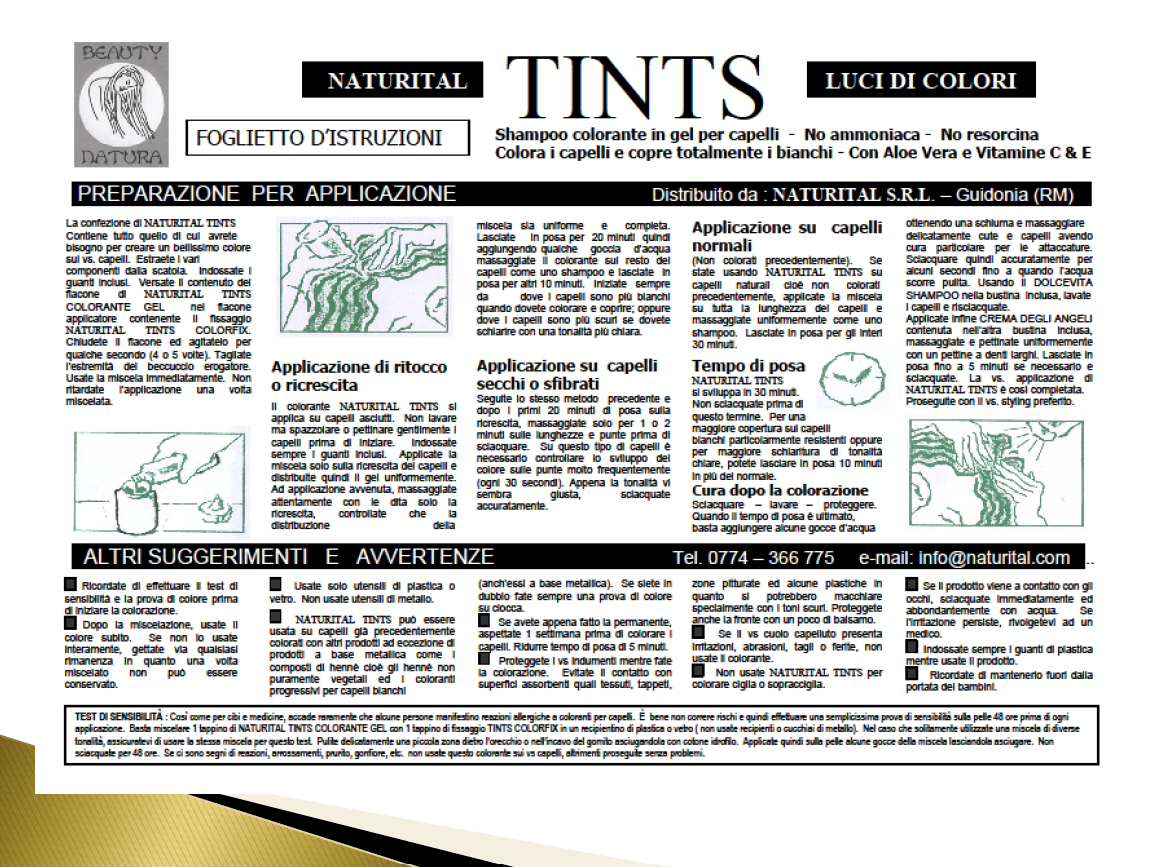 BEAUTY
NATURA
NATURITAL
TINTS
LUCI DI COLORI
FOGLIETTO D'ISTRUZIONI
Shampoo colorante in gel per capelli - No ammoniaca - No resorcina
Colora i capelli e copre totalmente i bianchi - Con Aloe Vera e Vitamine C & E
PREPARAZIONE PER APPLICAZIONE
Distribuito da : NATURITAL S.R.L. – Guidonia (RM)
La confezione di NATURITAL TINTS
Contiene tutto quello di cui avrete
bisogno per creare un bellissimo colore
sui vs. capelli. Estraete i vari
componenti dalla scatola. Indossate i
guanti inclusi. Versate il contenuto del
flacone di NATURITAL TINTS
COLORANTE GEL nel flacone
applicatore contenente il fissaggio
NATURITAL TINTS COLORFIX.
Chiudete il flacone ed agitatelo per
qualche secondo (4 o 5 volte). Tagliate
l'estremità del beccuccio erogatore.
Usate la miscela immediatamente. Non
ritardate l'applicazione una volta
miscelata.
Applicazione di ritocco
o ricrescita
Il colorante NATURITAL TINTS si
applica su capelli asciutti. Non lavare
ma spazzolare o pettinare gentilmente i
capelli prima di iniziare. Indossate
sempre i guanti inclusi. Applicate la
miscela solo sulla ricrescita dei capelli e
distribuite quindi il gel uniformemente.
Ad applicazione avvenuta, massaggiate
attentamente con le dita solo la
ricrescita, controllate che la
distribuzione della
miscela sia uniforme e completa.
Lasciate in posa per 20 minuti quindi
aggiungendo qualche goccia d'acqua
massaggiate il colorante sul resto dei
capelli come uno shampoo e lasciate in
posa per altri 10 minuti. Iniziate sempre
da dove i capelli sono più bianchi
quando dovete colorare e coprire; oppure
dove i capelli sono più scuri se dovete
schiarire con una tonalità più chiara.
Applicazione su capelli
secchi o sfibrati
Seguite lo stesso metodo precedente e
dopo i primi 20 minuti di posa sulla
ricrescita, massaggiate solo per 1 o 2
minuti sulle lunghezze e punte prima di
sciacquare. Su questo tipo di capelli è
necessario controllare lo sviluppo del
colore sulle punte molto frequentemente
(ogni 30 secondi). Appena la tonalità vi
sembra giusta, sciacquate
accuratamente.
Applicazione su capelli
normali
(Non colorati precedentemente). Se
state usando NATURITAL TINTS su
capelli naturali cioè non colorati
precedentemente, applicate la miscela
su tutta la lunghezza dei capelli e
massaggiate uniformemente come uno
shampoo. Lasciate in posa per gli interi
30 minuti.
Tempo di posa
NATURITAL TINTS
si sviluppa in 30 minuti.
Non sciacquate prima di
questo termine. Per una
maggiore copertura sui capelli
bianchi particolarmente resistenti oppure
per maggiore schiaritura di tonalità
chiare, potete lasciare in posa 10 minuti
in più del normale.
Cura dopo la colorazione
Sciacquare – lavare – proteggere.
Quando il tempo di posa è ultimato,
basta aggiungere alcune gocce d'acqua
ottenendo una schiuma e massaggiare
delicatamente cute e capelli avendo
cura particolare per le attaccature.
Sciacquare quindi accuratamente per
alcuni secondi fino a quando l'acqua
scorre pulita. Usando il DOLCEVITA
SHAMPOO nella bustina inclusa, lavate
i capelli e risciacquate.
Applicate infine CREMA DEGLI ANGELI
contenuta nell'altra bustina inclusa,
massaggiate e pettinate uniformemente
con un pettine a denti larghi. Lasciate in
posa fino a 5 minuti se necessario e
sciacquate. La vs. applicazione di
NATURITAL TINTS è così completata.
Proseguite con il vs. styling preferito.
ALTRI SUGGERIMENTI E AVVERTENZE
Tel. 0774 – 366 775 e-mail: info@naturital.com ..
Ricordate di effettuare il test di
sensibilità e la prova di colore prima
di iniziare la colorazione.
Dopo la miscelazione, usate il
colore subito. Se non lo usate
interamente, gettate via qualsiasi
rimanenza in quanto una volta
miscelato non può essere
conservato.
Usate solo utensili di plastica o
vetro. Non usate utensili di metallo.
NATURITAL TINTS può essere
usata su capelli già precedentemente
colorati con altri prodotti ad eccezione di
prodotti a base metallica come i
composti di hennè cioè gli hennè non
puramente vegetali ed i coloranti
progressivi per capelli bianchi
(anch'essi a base metallica). Se siete in
dubbio fate sempre una prova di colore
su ciocca.
Se avete appena fatto la permanente,
aspettate 1 settimana prima di colorare i
capelli. Ridurre tempo di posa di 5 minuti.
Proteggete i vs indumenti mentre fate
la colorazione. Evitate il contatto con
superfici assorbenti quali tessuti, tappeti,
zone pitturate ed alcune plastiche in
quanto si potrebbero macchiare
specialmente con i toni scuri. Proteggete
anche la fronte con un poco di balsamo.
Se il vs cuoio capelluto presenta
irritazioni, abrasioni, tagli o ferite, non
usate il colorante.
Non usate NATURITAL TINTS per
colorare ciglia o sopracciglia.
Se il prodotto viene a contatto con gli
occhi, sciacquate immediatamente ed
abbondantemente con acqua. Se
l'irritazione persiste, rivolgetevi ad un
medico.
Indossate sempre i guanti di plastica
mentre usate il prodotto.
Ricordate di mantenerlo fuori dalla
portata dei bambini.
TEST DI SENSIBILITÀ : Così come per cibi e medicine, accade raramente che alcune persone manifestino reazioni allergiche a coloranti per capelli. È bene non correre rischi e quindi effettuare una semplicissima prova di sensibilità sulla pelle 48 ore prima di ogni
applicazione. Basta miscelare 1 tappino di NATURITAL TINTS COLORANTE GEL con 1 tappino di fissaggio TINTS COLORFIX in un recipientino di plastica o vetro ( non usate recipienti o cucchiai di metallo). Nel caso che solitamente utilizzate una miscela di diverse
tonalità, assicuratevi di usare la stessa miscela per questo test. Pulite delicatamente una piccola zona dietro l'orecchio o nell'incavo del gomito asciugandola con cotone idrofilo. Applicate quindi sulla pelle alcune gocce della miscela lasciandola asciugare. Non
sciacquate per 48 ore. Se ci sono segni di reazioni, arrossamenti, prurito, gonfiore, etc. non usate questo colorante sui vs capelli, altrimenti proseguite senza problemi.